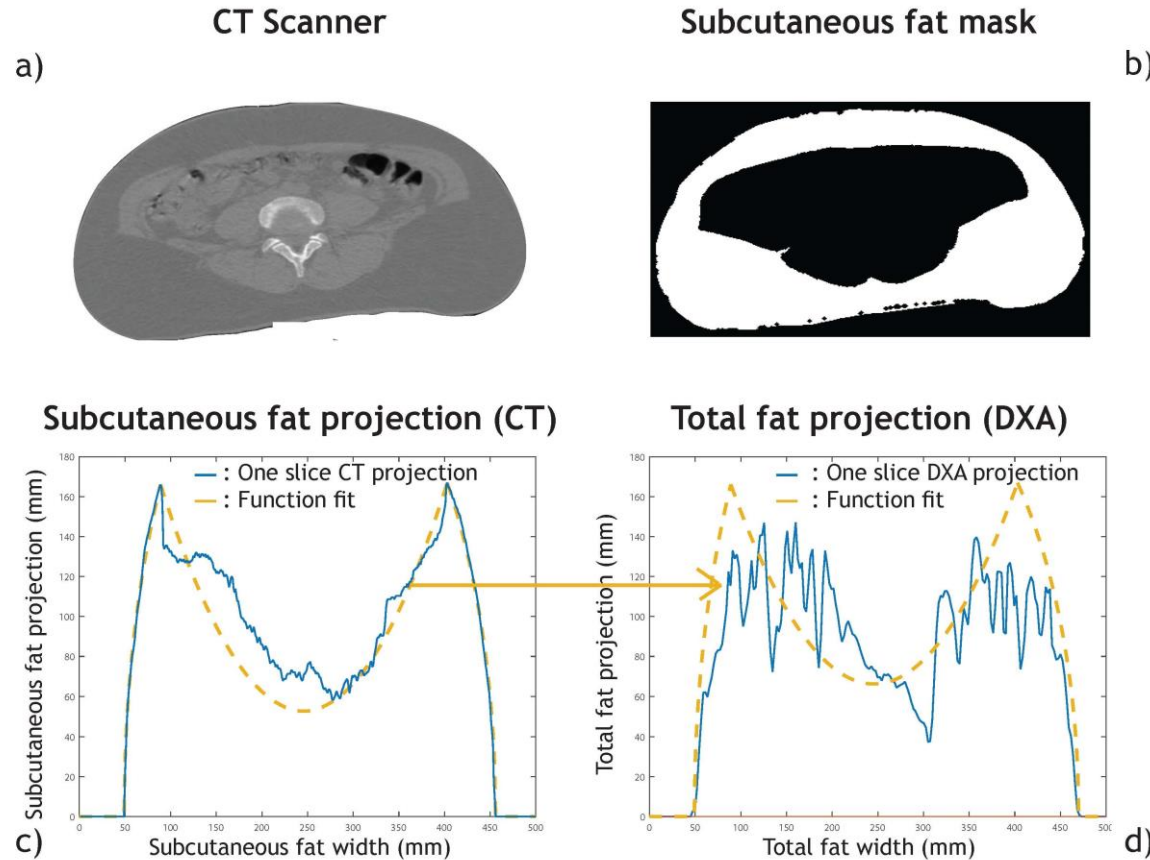 CT Scanner
Subcutaneous fat mask
a)
b)
Subcutaneous fat projection (CT)
Subcutaneous fat projection (mm)
180
160
140
120
100
80
60
40
20
0
: One slice CT projection
: Function fit
0 50 100 150 200 250 300 350 400 450 500
Subcutaneous fat width (mm)
c)
Total fat projection (DXA)
Total fat projection (mm)
180
160
140
120
100
80
60
40
20
0
: One slice DXA projection
: Function fit
0 50 100 150 200 250 300 350 400 450 500
Total fat width (mm)
d)